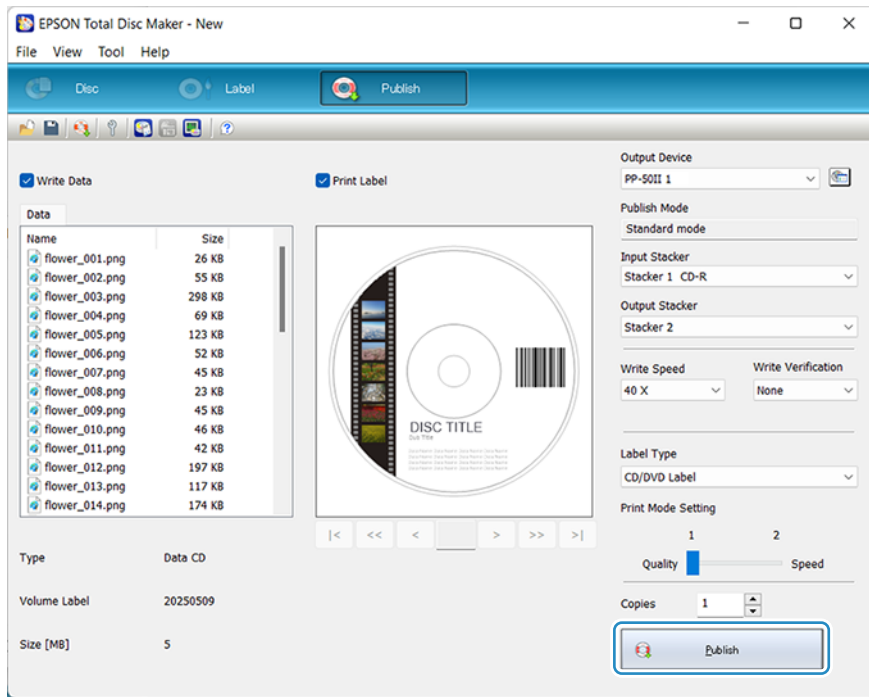 EPSON Total Disc Maker - New
File View Tool Help
Disc
Label
Publish
Write Data
Data
Name Size
flower_001.png 26 KB
flower_002.png 55 KB
flower_003.png 298 KB
flower_004.png 69 KB
flower_005.png 123 KB
flower_006.png 52 KB
flower_007.png 45 KB
flower_008.png 23 KB
flower_009.png 45 KB
flower_010.png 46 KB
flower_011.png 42 KB
flower_012.png 197 KB
flower_013.png 117 KB
flower_014.png 174 KB
Type Data CD
Volume Label 20250509
Size [MB] 5
Print Label
DISC TITLE
Sub Title
|< << < > >> >|
Output Device
PP-50II 1
Publish Mode
Standard mode
Input Stacker
Stacker 1 CD-R
Output Stacker
Stacker 2
Write Speed Write Verification
40 X None
Label Type
CD/DVD Label
Print Mode Setting
1 2
Quality Speed
Copies 1
Publish